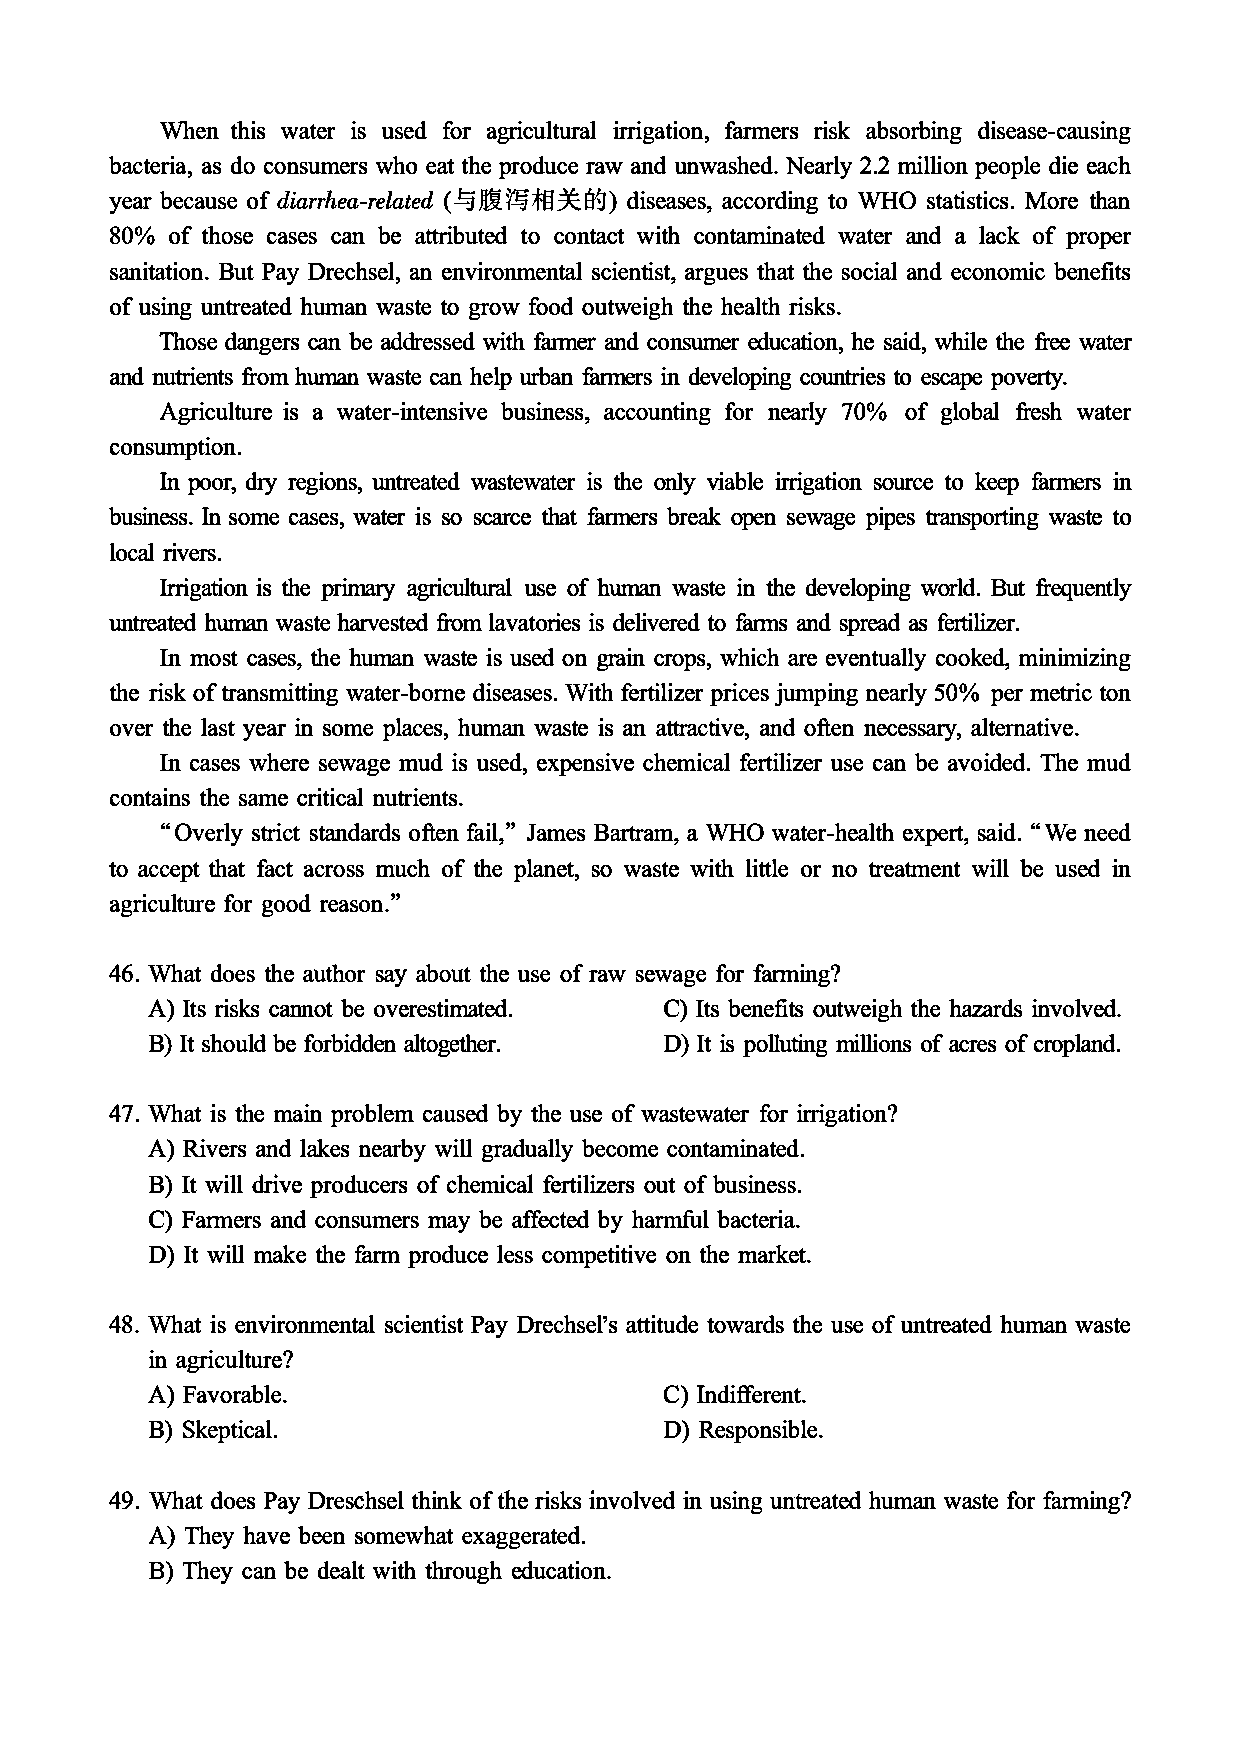 When this water is used for agricultural irrigation, farmers risk absorbing disease-causing
bacteria, as do consumers who eat the produce raw and unwashed. Nearly 2.2 million people die each
year because of diarrhea-related (与腹泻相关的) diseases, according to WHO statistics. More than
80% of those cases can be attributed to contact with contaminated water and a lack of proper
sanitation. But Pay Drechsel, an environmental scientist, argues that the social and economic benefits
of using untreated human waste to grow food outweigh the health risks.
Those dangers can be addressed with farmer and consumer education, he said, while the free water
and nutrients from human waste can help urban farmers in developing countries to escape poverty.
Agriculture is a water-intensive business, accounting for nearly 70% of global fresh water
consumption.
In poor, dry regions, untreated wastewater is the only viable irrigation source to keep farmers in
business. In some cases, water is so scarce that farmers break open sewage pipes transporting waste to
local rivers.
Irrigation is the primary agricultural use of human waste in the developing world. But frequently
untreated human waste harvested from lavatories is delivered to farms and spread as fertilizer.
In most cases, the human waste is used on grain crops, which are eventually cooked, minimizing
the risk of transmitting water-borne diseases. With fertilizer prices jumping nearly 50% per metric ton
over the last year in some places, human waste is an attractive, and often necessary, alternative.
In cases where sewage mud is used, expensive chemical fertilizer use can be avoided. The mud
contains the same critical nutrients.
“Overly strict standards often fail,” James Bartram, a WHO water-health expert, said. “We need
to accept that fact across much of the planet, so waste with little or no treatment will be used in
agriculture for good reason.”
46. What does the author say about the use of raw sewage for farming?
A) Its risks cannot be overestimated. C) Its benefits outweigh the hazards involved.
B) It should be forbidden altogether. D) It is polluting millions of acres of cropland.
47. What is the main problem caused by the use of wastewater for irrigation?
A) Rivers and lakes nearby will gradually become contaminated.
B) It will drive producers of chemical fertilizers out of business.
C) Farmers and consumers may be affected by harmful bacteria.
D) It will make the farm produce less competitive on the market.
48. What is environmental scientist Pay Drechsel’s attitude towards the use of untreated human waste
in agriculture?
A) Favorable. C) Indifferent.
B) Skeptical. D) Responsible.
49. What does Pay Dreschsel think of the risks involved in using untreated human waste for farming?
A) They have been somewhat exaggerated.
B) They can be dealt with through education.